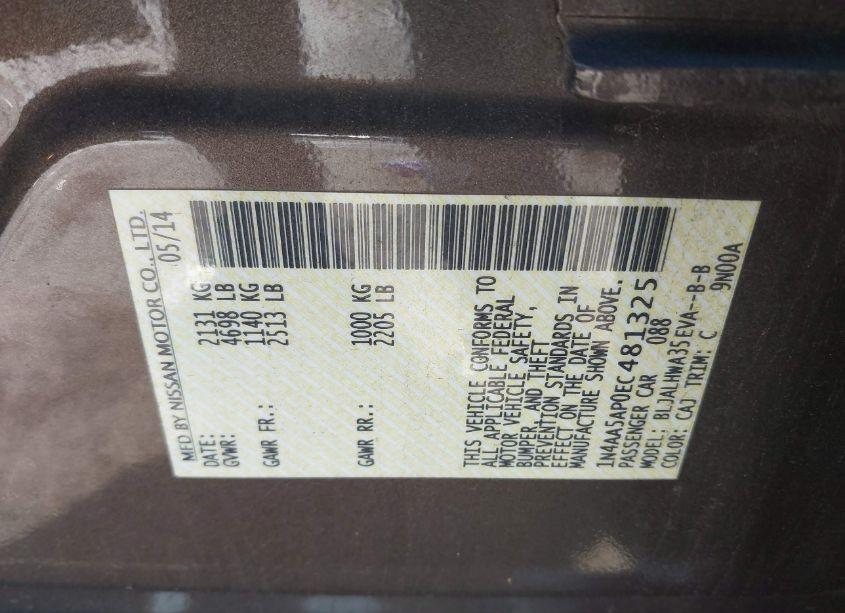 MFD BY NISSAN MOTOR CO., LTD.
DATE: 05/14
GVWR: 2131 KG
4698 LB
GAWR FR.: 1140 KG
2513 LB
GAWR RR.: 1000 KG
2205 LB
THIS VEHICLE CONFORMS TO
ALL APPLICABLE FEDERAL
MOTOR VEHICLE SAFETY,
BUMPER, AND THEFT
PREVENTION STANDARDS IN
EFFECT ON THE DATE OF
MANUFACTURE SHOWN ABOVE.
1N4AA5AP0EC481325
PASSENGER CAR 088
MODEL: BLJALHWA35EVA--B-B
COLOR: CAJ TRIM: C 9N00A